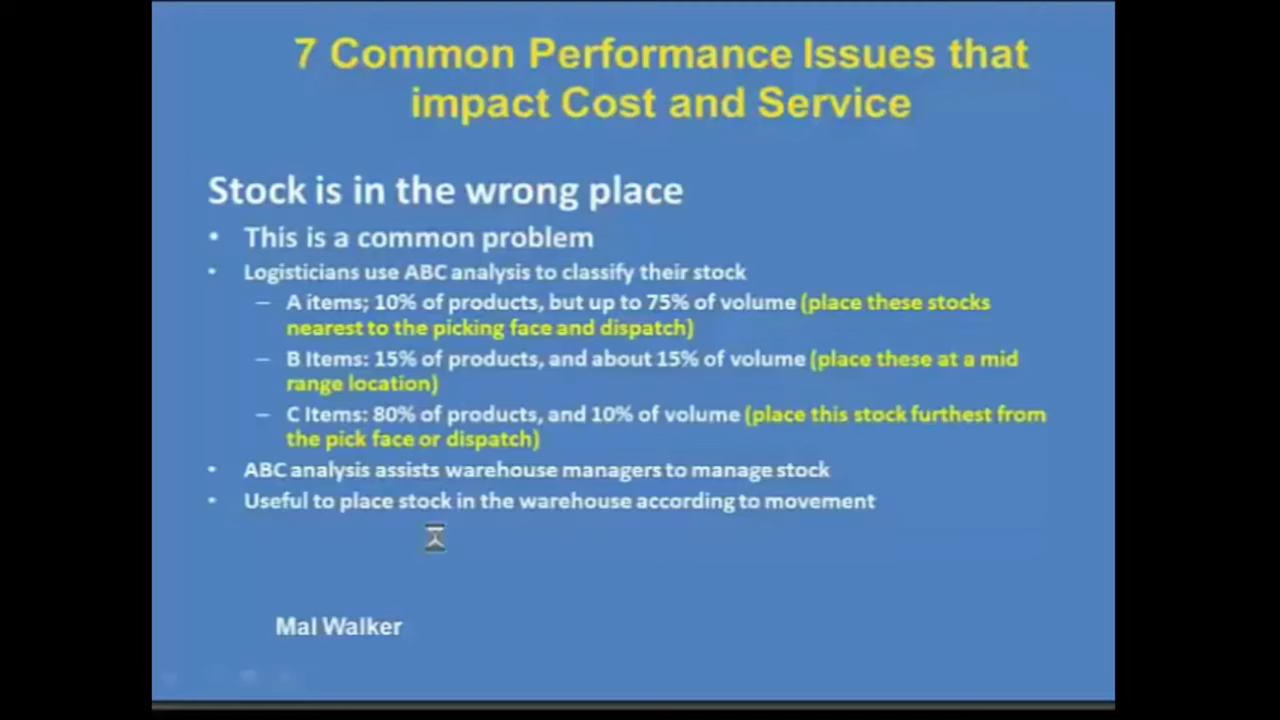 7 Common Performance Issues that
impact Cost and Service
Stock is in the wrong place
• This is a common problem
• Logisticians use ABC analysis to classify their stock
– A items; 10% of products, but up to 75% of volume (place these stocks
nearest to the picking face and dispatch)
– B Items: 15% of products, and about 15% of volume (place these at a mid
range location)
– C Items: 80% of products, and 10% of volume (place this stock furthest from
the pick face or dispatch)
• ABC analysis assists warehouse managers to manage stock
• Useful to place stock in the warehouse according to movement
Mal Walker